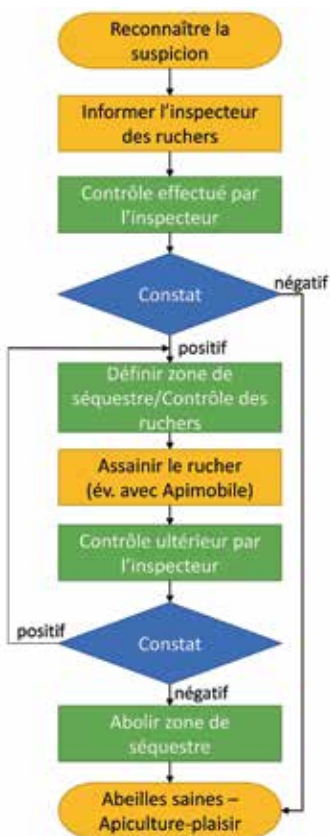 Reconnaître la
suspicion
Informer l'inspecteur
des ruchers
Contrôle effectué par
l'inspecteur
négatif
Constat
positif
Définir zone de
séquestre/Contrôle des
ruchers
Assainir le rucher
(év. avec Apimobile)
Contrôle ultérieur par
l'inspecteur
positif
Constat
négatif
Abolir zone de
séquestre
Abeilles saines –
Apiculture-plaisir